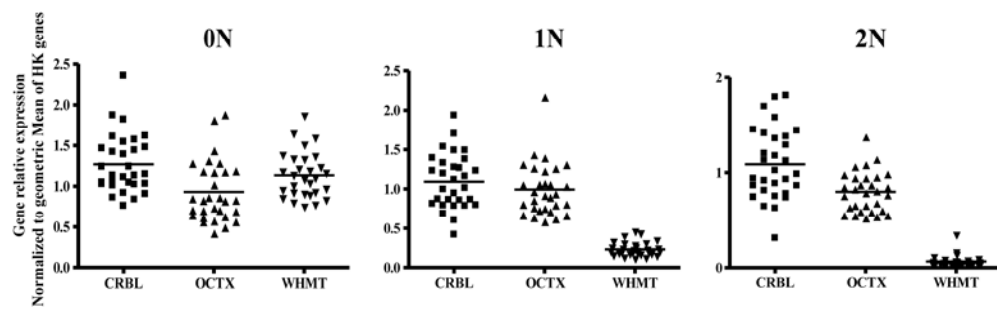 Gene relative expression
Normalized to geometric Mean of HK genes
0N
2.5
2.0
1.5
1.0
0.5
0.0
CRBL OCTX WHMT
1N
2.5
2.0
1.5
1.0
0.5
0.0
CRBL OCTX WHMT
2N
2
1
0
CRBL OCTX WHMT